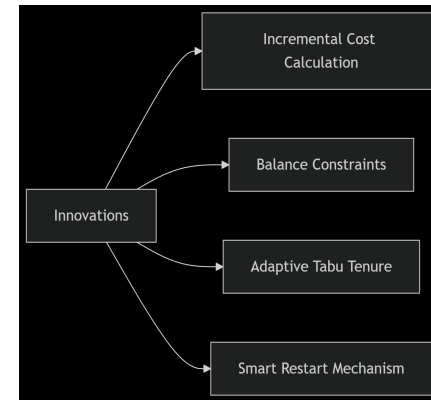 Incremental Cost
Calculation
Balance Constraints
Innovations
Adaptive Tabu Tenure
Smart Restart Mechanism